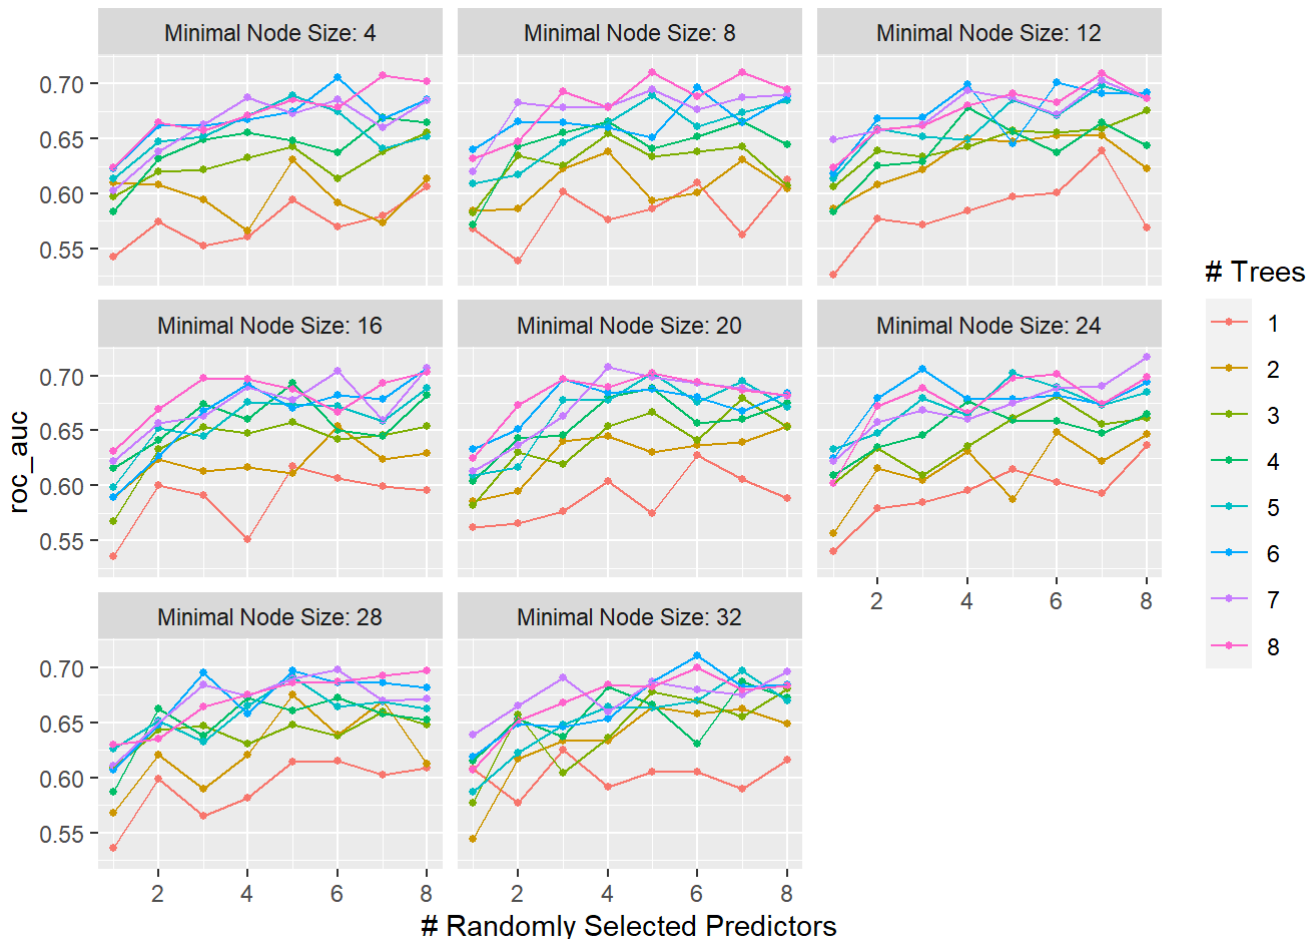 Minimal Node Size: 4
Minimal Node Size: 8
Minimal Node Size: 12
0.70
0.65
0.60
0.55
Minimal Node Size: 16
Minimal Node Size: 20
Minimal Node Size: 24
0.70
0.65
0.60
0.55
2
4
6
8
Minimal Node Size: 28
Minimal Node Size: 32
0.70
0.65
0.60
0.55
2
4
6
8
2
4
6
8
roc_auc
# Randomly Selected Predictors
# Trees
1
2
3
4
5
6
7
8